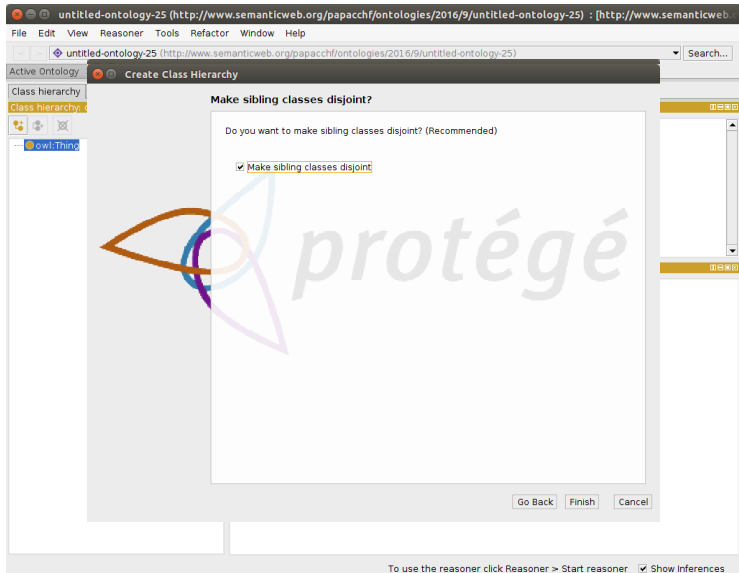 untitled-ontology-25 (http://www.semanticweb.org/papacchf/ontologies/2016/9/untitled-ontology-25) : [http://www.semanticweb.o
File Edit View Reasoner Tools Refactor Window Help
untitled-ontology-25 (http://www.semanticweb.org/papacchf/ontologies/2016/9/untitled-ontology-25)
Search...
Active Ontology
Create Class Hierarchy
Class hierarchy
Class hierarchy:
owl:Thing
Make sibling classes disjoint?
Do you want to make sibling classes disjoint? (Recommended)
Make sibling classes disjoint
protégé
Go Back Finish Cancel
To use the reasoner click Reasoner > Start reasoner Show Inferences